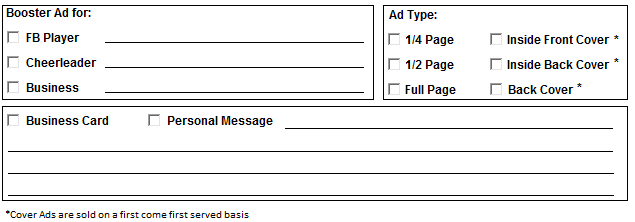 Booster Ad for:
FB Player
Cheerleader
Business
Ad Type:
1/4 Page
Inside Front Cover *
1/2 Page
Inside Back Cover *
Full Page
Back Cover *
Business Card
Personal Message
*Cover Ads are sold on a first come first served basis